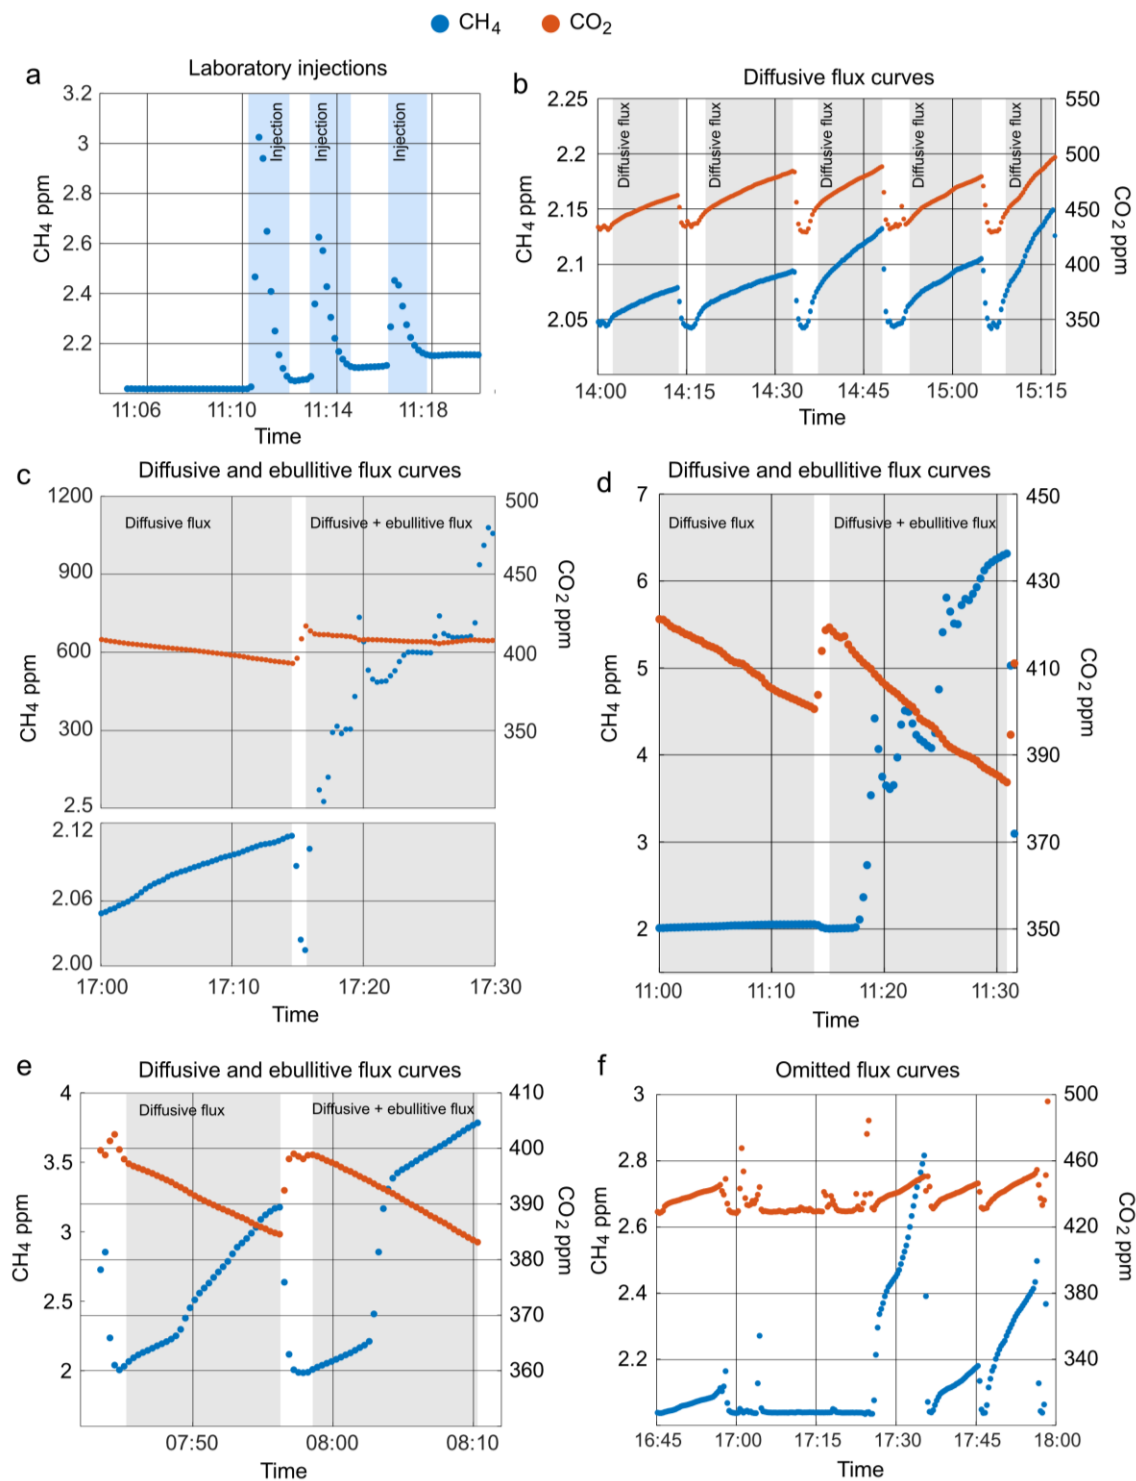 CH4 CO2
a
Laboratory injections
3.2
3
2.8
2.6
2.4
2.2
CH4 ppm
Injection
Injection
Injection
11:06 11:10 11:14 11:18
Time
b
Diffusive flux curves
2.25
2.2
2.15
2.1
2.05
CH4 ppm
Diffusive flux
Diffusive flux
Diffusive flux
Diffusive flux
Diffusive flux
550
500
450
400
350
CO2 ppm
14:00 14:15 14:30 14:45 15:00 15:15
Time
c
Diffusive and ebullitive flux curves
1200
900
600
300
2.5
2.12
2.06
2.00
CH4 ppm
Diffusive flux
Diffusive + ebullitive flux
500
450
400
350
CO2 ppm
17:00 17:10 17:20 17:30
Time
d
Diffusive and ebullitive flux curves
7
6
5
4
3
2
CH4 ppm
Diffusive flux
Diffusive + ebullitive flux
450
430
410
390
370
350
CO2 ppm
11:00 11:10 11:20 11:30
Time
e
Diffusive and ebullitive flux curves
4
3.5
3
2.5
2
CH4 ppm
Diffusive flux
Diffusive + ebullitive flux
410
400
390
380
370
360
CO2 ppm
07:50 08:00 08:10
Time
f
Omitted flux curves
3
2.8
2.6
2.4
2.2
CH4 ppm
500
460
420
380
340
CO2 ppm
16:45 17:00 17:15 17:30 17:45 18:00
Time